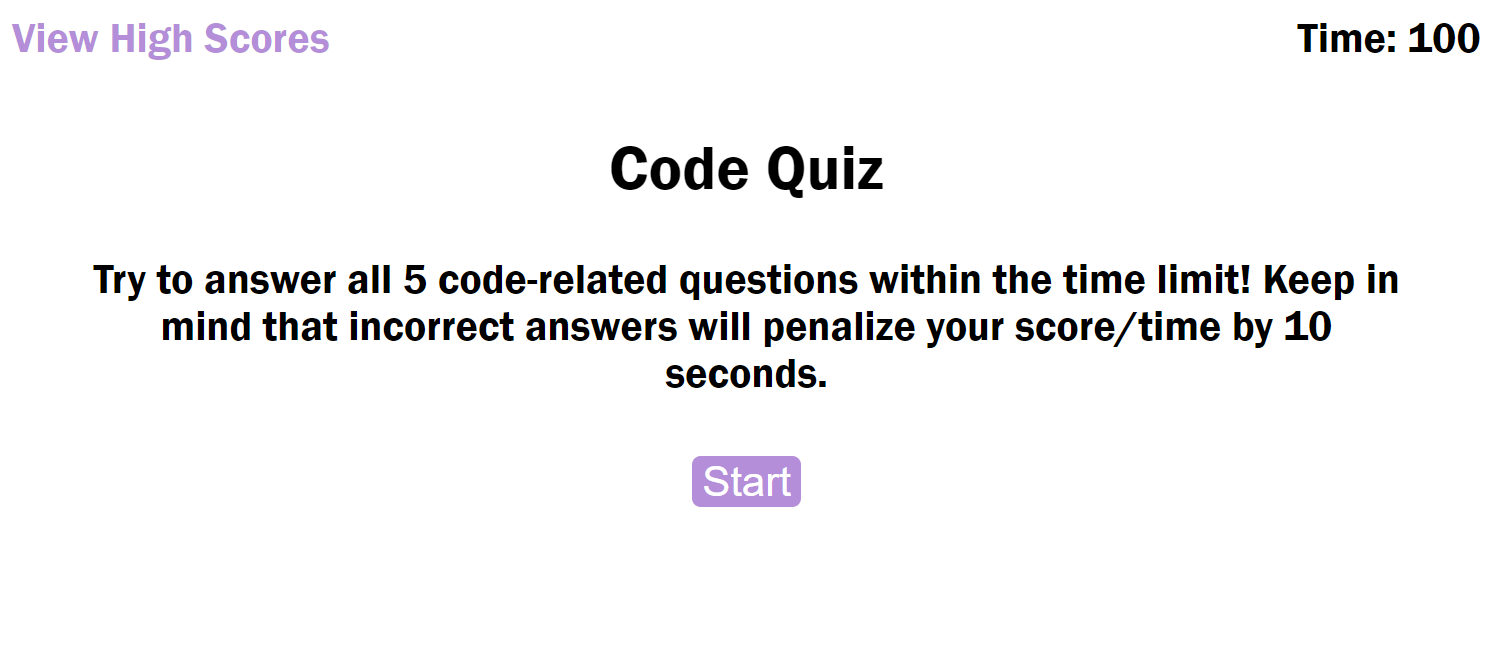 View High Scores
Time: 100
Code Quiz
Try to answer all 5 code-related questions within the time limit! Keep in
mind that incorrect answers will penalize your score/time by 10
seconds.
Start